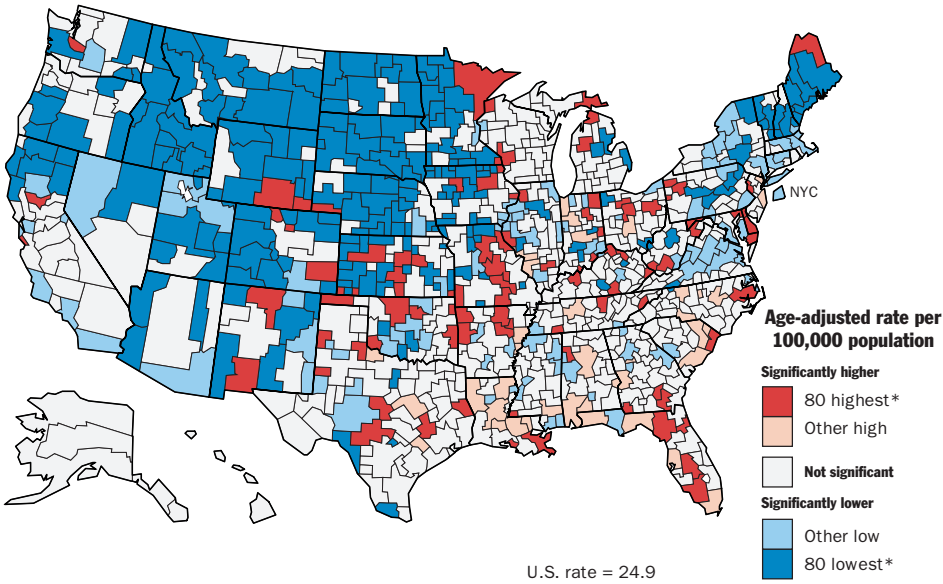 NYC
Age-adjusted rate per
100,000 population
Significantly higher
80 highest*
Other high
Not significant
Significantly lower
Other low
80 lowest*
U.S. rate = 24.9